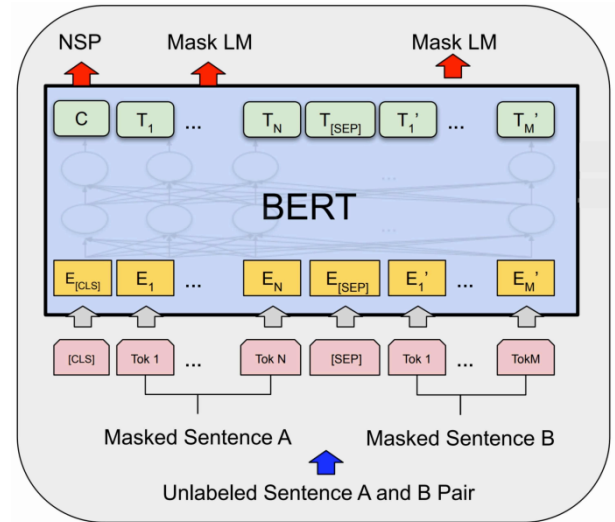 NSP Mask LM Mask LM
C T1 ... TN T[SEP] T1' ... TM'
...
BERT
...
E[CLS] E1 ... EN E[SEP] E1' ... EM'
[CLS] Tok 1 ... Tok N [SEP] Tok 1 ... TokM
Masked Sentence A Masked Sentence B
Unlabeled Sentence A and B Pair